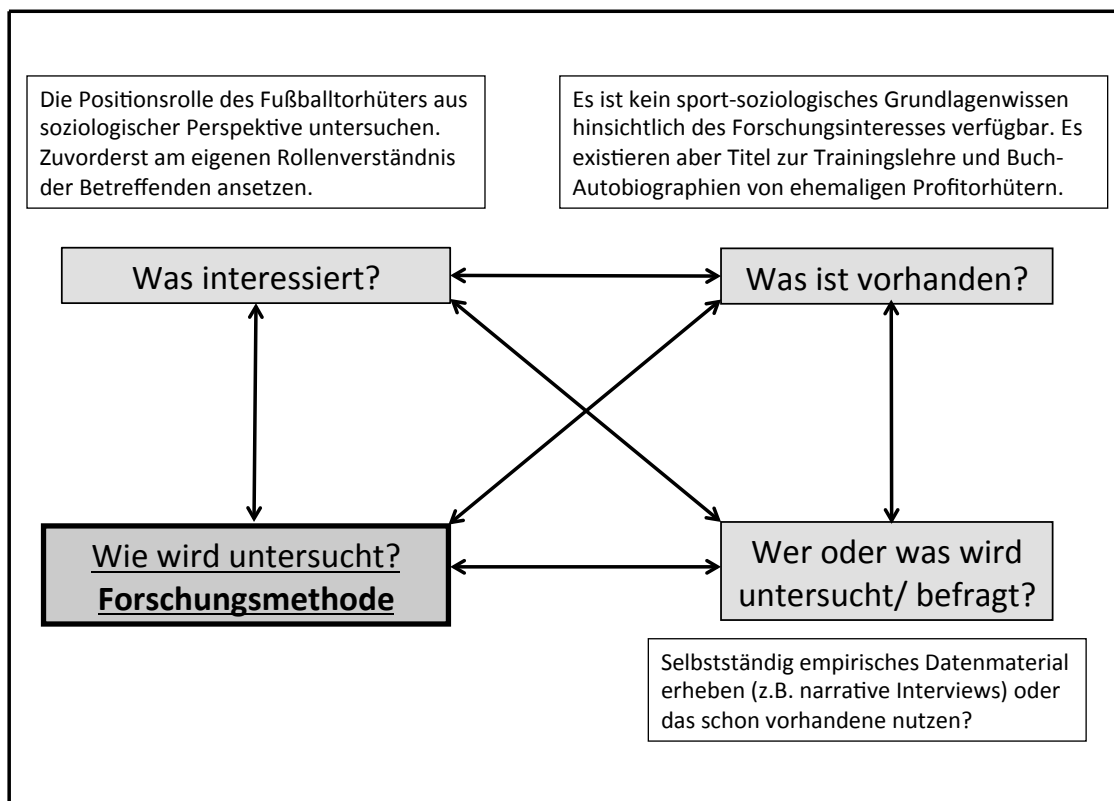 Die Positionsrolle des Fußballtorhüters aus
soziologischer Perspektive untersuchen.
Zuvorderst am eigenen Rollenverständnis
der Betreffenden ansetzen.
Es ist kein sport-soziologisches Grundlagenwissen
hinsichtlich des Forschungsinteresses verfügbar. Es
existieren aber Titel zur Trainingslehre und Buch-
Autobiographien von ehemaligen Profitorhütern.
Was interessiert?
Was ist vorhanden?
Wie wird untersucht?
Forschungsmethode
Wer oder was wird
untersucht/ befragt?
Selbstständig empirisches Datenmaterial
erheben (z.B. narrative Interviews) oder
das schon vorhandene nutzen?